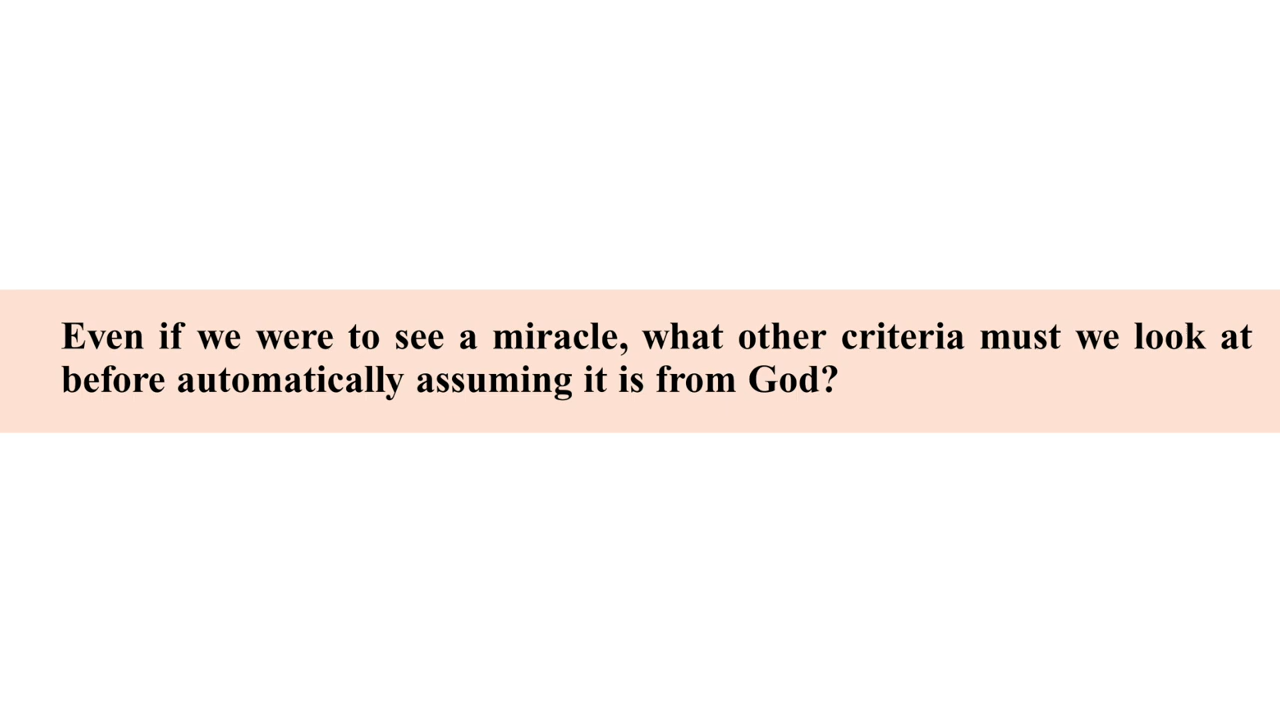 Even if we were to see a miracle, what other criteria must we look at
before automatically assuming it is from God?